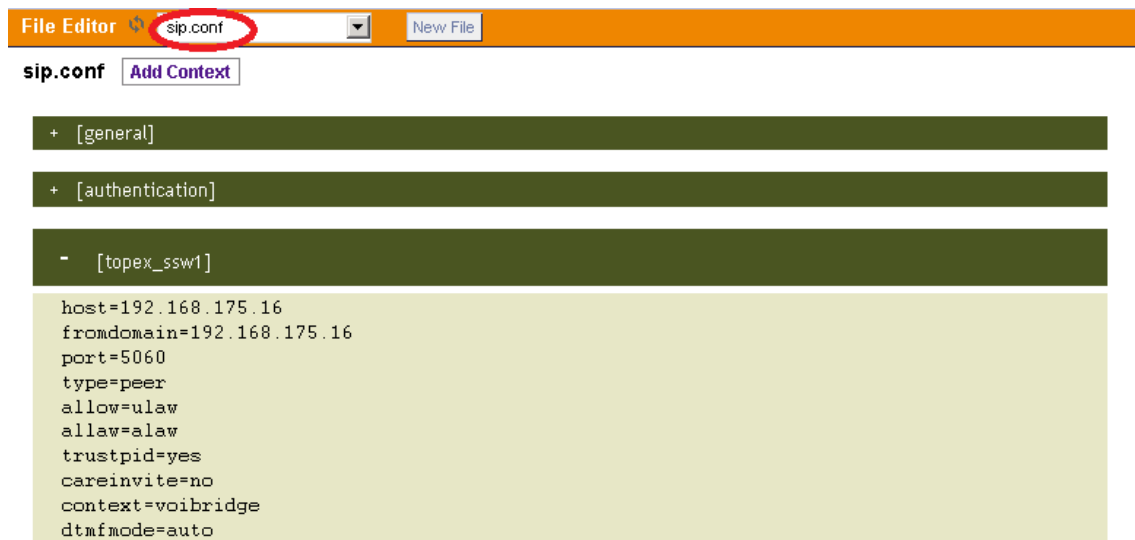 File Editor sip.conf New File
sip.conf Add Context
+ [general]
+ [authentication]
- [topex_ssw1]
host=192.168.175.16
fromdomain=192.168.175.16
port=5060
type=peer
allow=ulaw
allaw=alaw
trustpid=yes
careinvite=no
context=voibridge
dtmfmode=auto